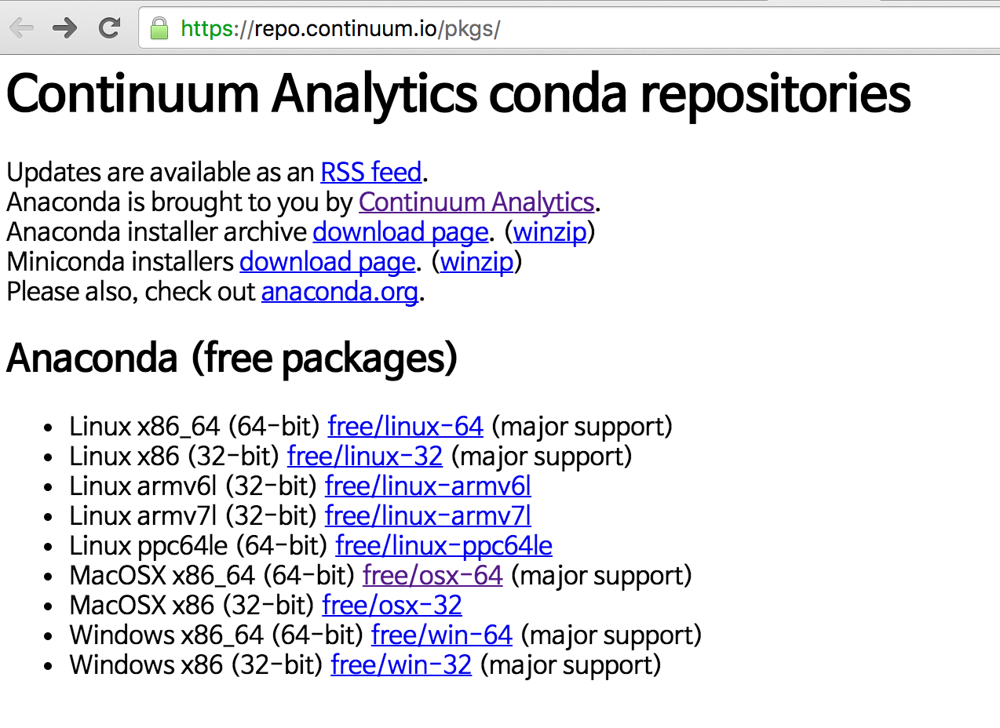 https://repo.continuum.io/pkgs/
Continuum Analytics conda repositories
Updates are available as an RSS feed.
Anaconda is brought to you by Continuum Analytics.
Anaconda installer archive download page. (winzip)
Miniconda installers download page. (winzip)
Please also, check out anaconda.org.
Anaconda (free packages)
• Linux x86_64 (64-bit) free/linux-64 (major support)
• Linux x86 (32-bit) free/linux-32 (major support)
• Linux armv6l (32-bit) free/linux-armv6l
• Linux armv7l (32-bit) free/linux-armv7l
• Linux ppc64le (64-bit) free/linux-ppc64le
• MacOSX x86_64 (64-bit) free/osx-64 (major support)
• MacOSX x86 (32-bit) free/osx-32
• Windows x86_64 (64-bit) free/win-64 (major support)
• Windows x86 (32-bit) free/win-32 (major support)